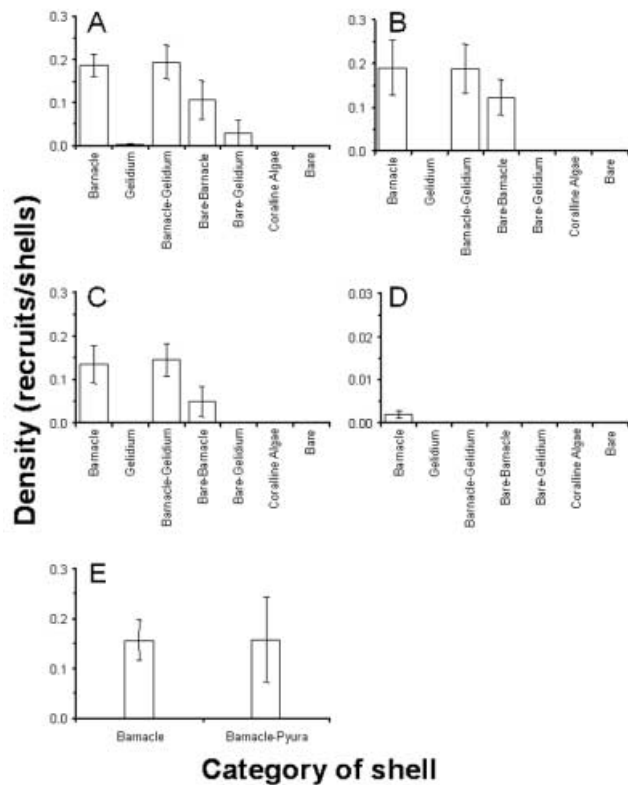 A
0.3
0.2
0.1
0.0
Barnacle
Gelidium
Barnacle-Gelidium
Bare-Barnacle
Bare-Gelidium
Coralline Algae
Bare
B
0.3
0.2
0.1
0.0
Barnacle
Gelidium
Barnacle-Gelidium
Bare-Barnacle
Bare-Gelidium
Coralline Algae
Bare
C
0.3
0.2
0.1
0.0
Barnacle
Gelidium
Barnacle-Gelidium
Bare-Barnacle
Bare-Gelidium
Coralline Algae
Bare
D
0.03
0.02
0.01
0.00
Barnacle
Gelidium
Barnacle-Gelidium
Bare-Barnacle
Bare-Gelidium
Coralline Algae
Bare
Density (recruits/shells)
E
0.3
0.2
0.1
0.0
Barnacle
Barnacle-Pyura
Category of shell